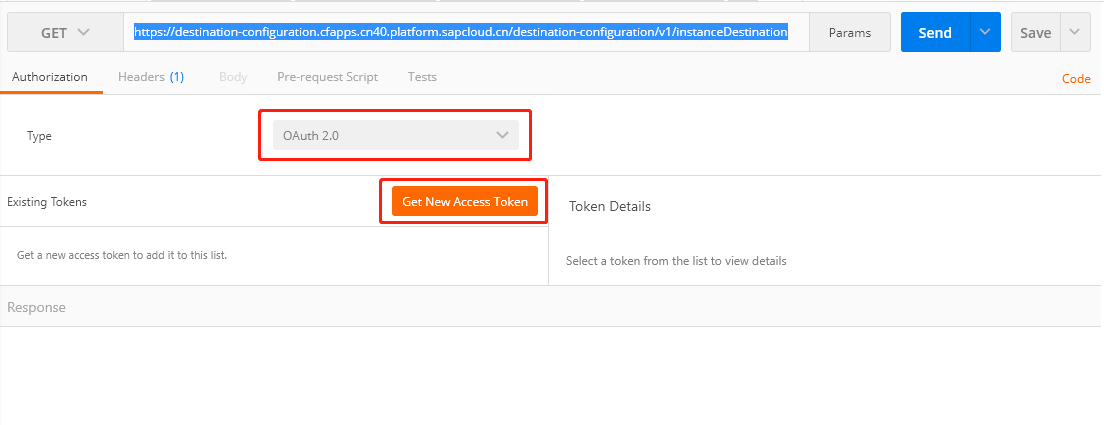 GET https://destination-configuration.cfapps.cn40.platform.sapcloud.cn/destination-configuration/v1/instanceDestination Params Send Save
Authorization Headers (1) Body Pre-request Script Tests Code
Type OAuth 2.0
Existing Tokens Get New Access Token Token Details
Get a new access token to add it to this list. Select a token from the list to view details
Response